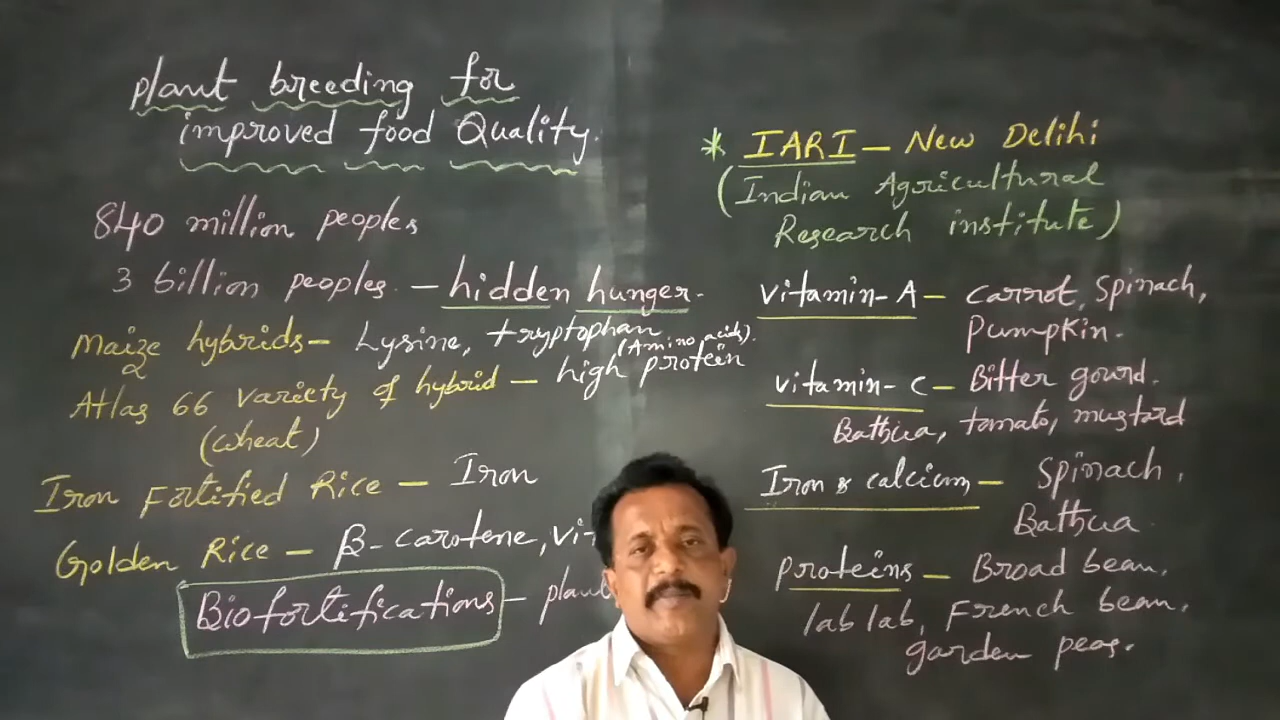 plant breeding for
improved food Quality.
840 million peoples
3 billion peoples. – hidden hunger.
Maize hybrids – Lysine, tryptophan
(Amino acids).
Atlas 66 variety of hybrid – high protein
(wheat)
Iron Fortified Rice – Iron
Golden Rice – β-carotene,
Biofortifications – plant
* IARI – New Delihi
(Indian Agricultural
Research institute)
vitamin-A – carrot, Spinach,
Pumpkin.
vitamin-C – Bitter gourd.
Bathua, tomato, mustard
Iron & calcium – Spinach,
Bathua.
proteins – Broad bean,
lab lab, French bean,
garden peas.